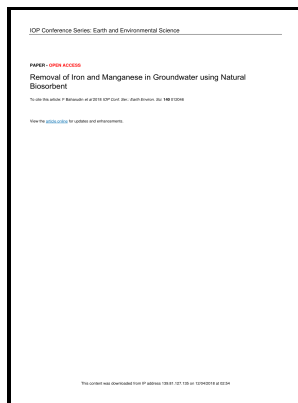 IOP Conference Series: Earth and Environmental Science
PAPER • OPEN ACCESS
Removal of Iron and Manganese in Groundwater using Natural
Biosorbent
To cite this article: F Baharudin et al 2018 IOP Conf. Ser.: Earth Environ. Sci. 140 012046
View the article online for updates and enhancements.
This content was downloaded from IP address 139.81.127.135 on 12/04/2018 at 02:54